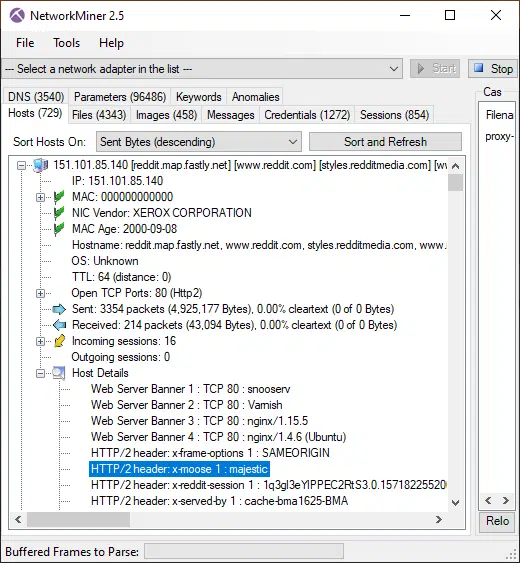 NetworkMiner 2.5
File Tools Help
--- Select a network adapter in the list ---
Start
Stop
DNS (3540) Parameters (96486) Keywords Anomalies
Hosts (729) Files (4343) Images (458) Messages Credentials (1272) Sessions (854)
Sort Hosts On: Sent Bytes (descending) Sort and Refresh
151.101.85.140 [reddit.map.fastly.net] [www.reddit.com] [styles.redditmedia.com] [w
IP: 151.101.85.140
MAC: 000000000000
NIC Vendor: XEROX CORPORATION
MAC Age: 2000-09-08
Hostname: reddit.map.fastly.net, www.reddit.com, styles.redditmedia.com, www.
OS: Unknown
TTL: 64 (distance: 0)
Open TCP Ports: 80 (Http2)
Sent: 3354 packets (4,925,177 Bytes), 0.00% cleartext (0 of 0 Bytes)
Received: 214 packets (43,094 Bytes), 0.00% cleartext (0 of 0 Bytes)
Incoming sessions: 16
Outgoing sessions: 0
Host Details
Web Server Banner 1 : TCP 80 : snooserv
Web Server Banner 2 : TCP 80 : Varnish
Web Server Banner 3 : TCP 80 : nginx/1.15.5
Web Server Banner 4 : TCP 80 : nginx/1.4.6 (Ubuntu)
HTTP/2 header: x-frame-options 1 : SAMEORIGIN
HTTP/2 header: x-moose 1 : majestic
HTTP/2 header: x-reddit-session 1 : 1q3gl3eYIPPEC2RtS3.0.157182255200
HTTP/2 header: x-served-by 1 : cache-bma1625-BMA
Cas
Filena
proxy-
Relo
Buffered Frames to Parse: